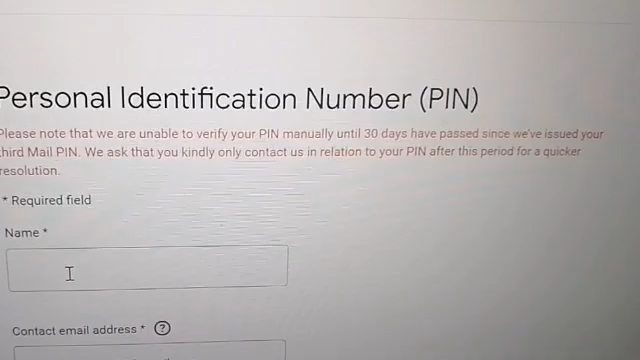 Personal Identification Number (PIN)
Please note that we are unable to verify your PIN manually until 30 days have passed since we've issued your
third Mail PIN. We ask that you kindly only contact us in relation to your PIN after this period for a quicker
resolution.
* Required field
Name *
Contact email address * ?